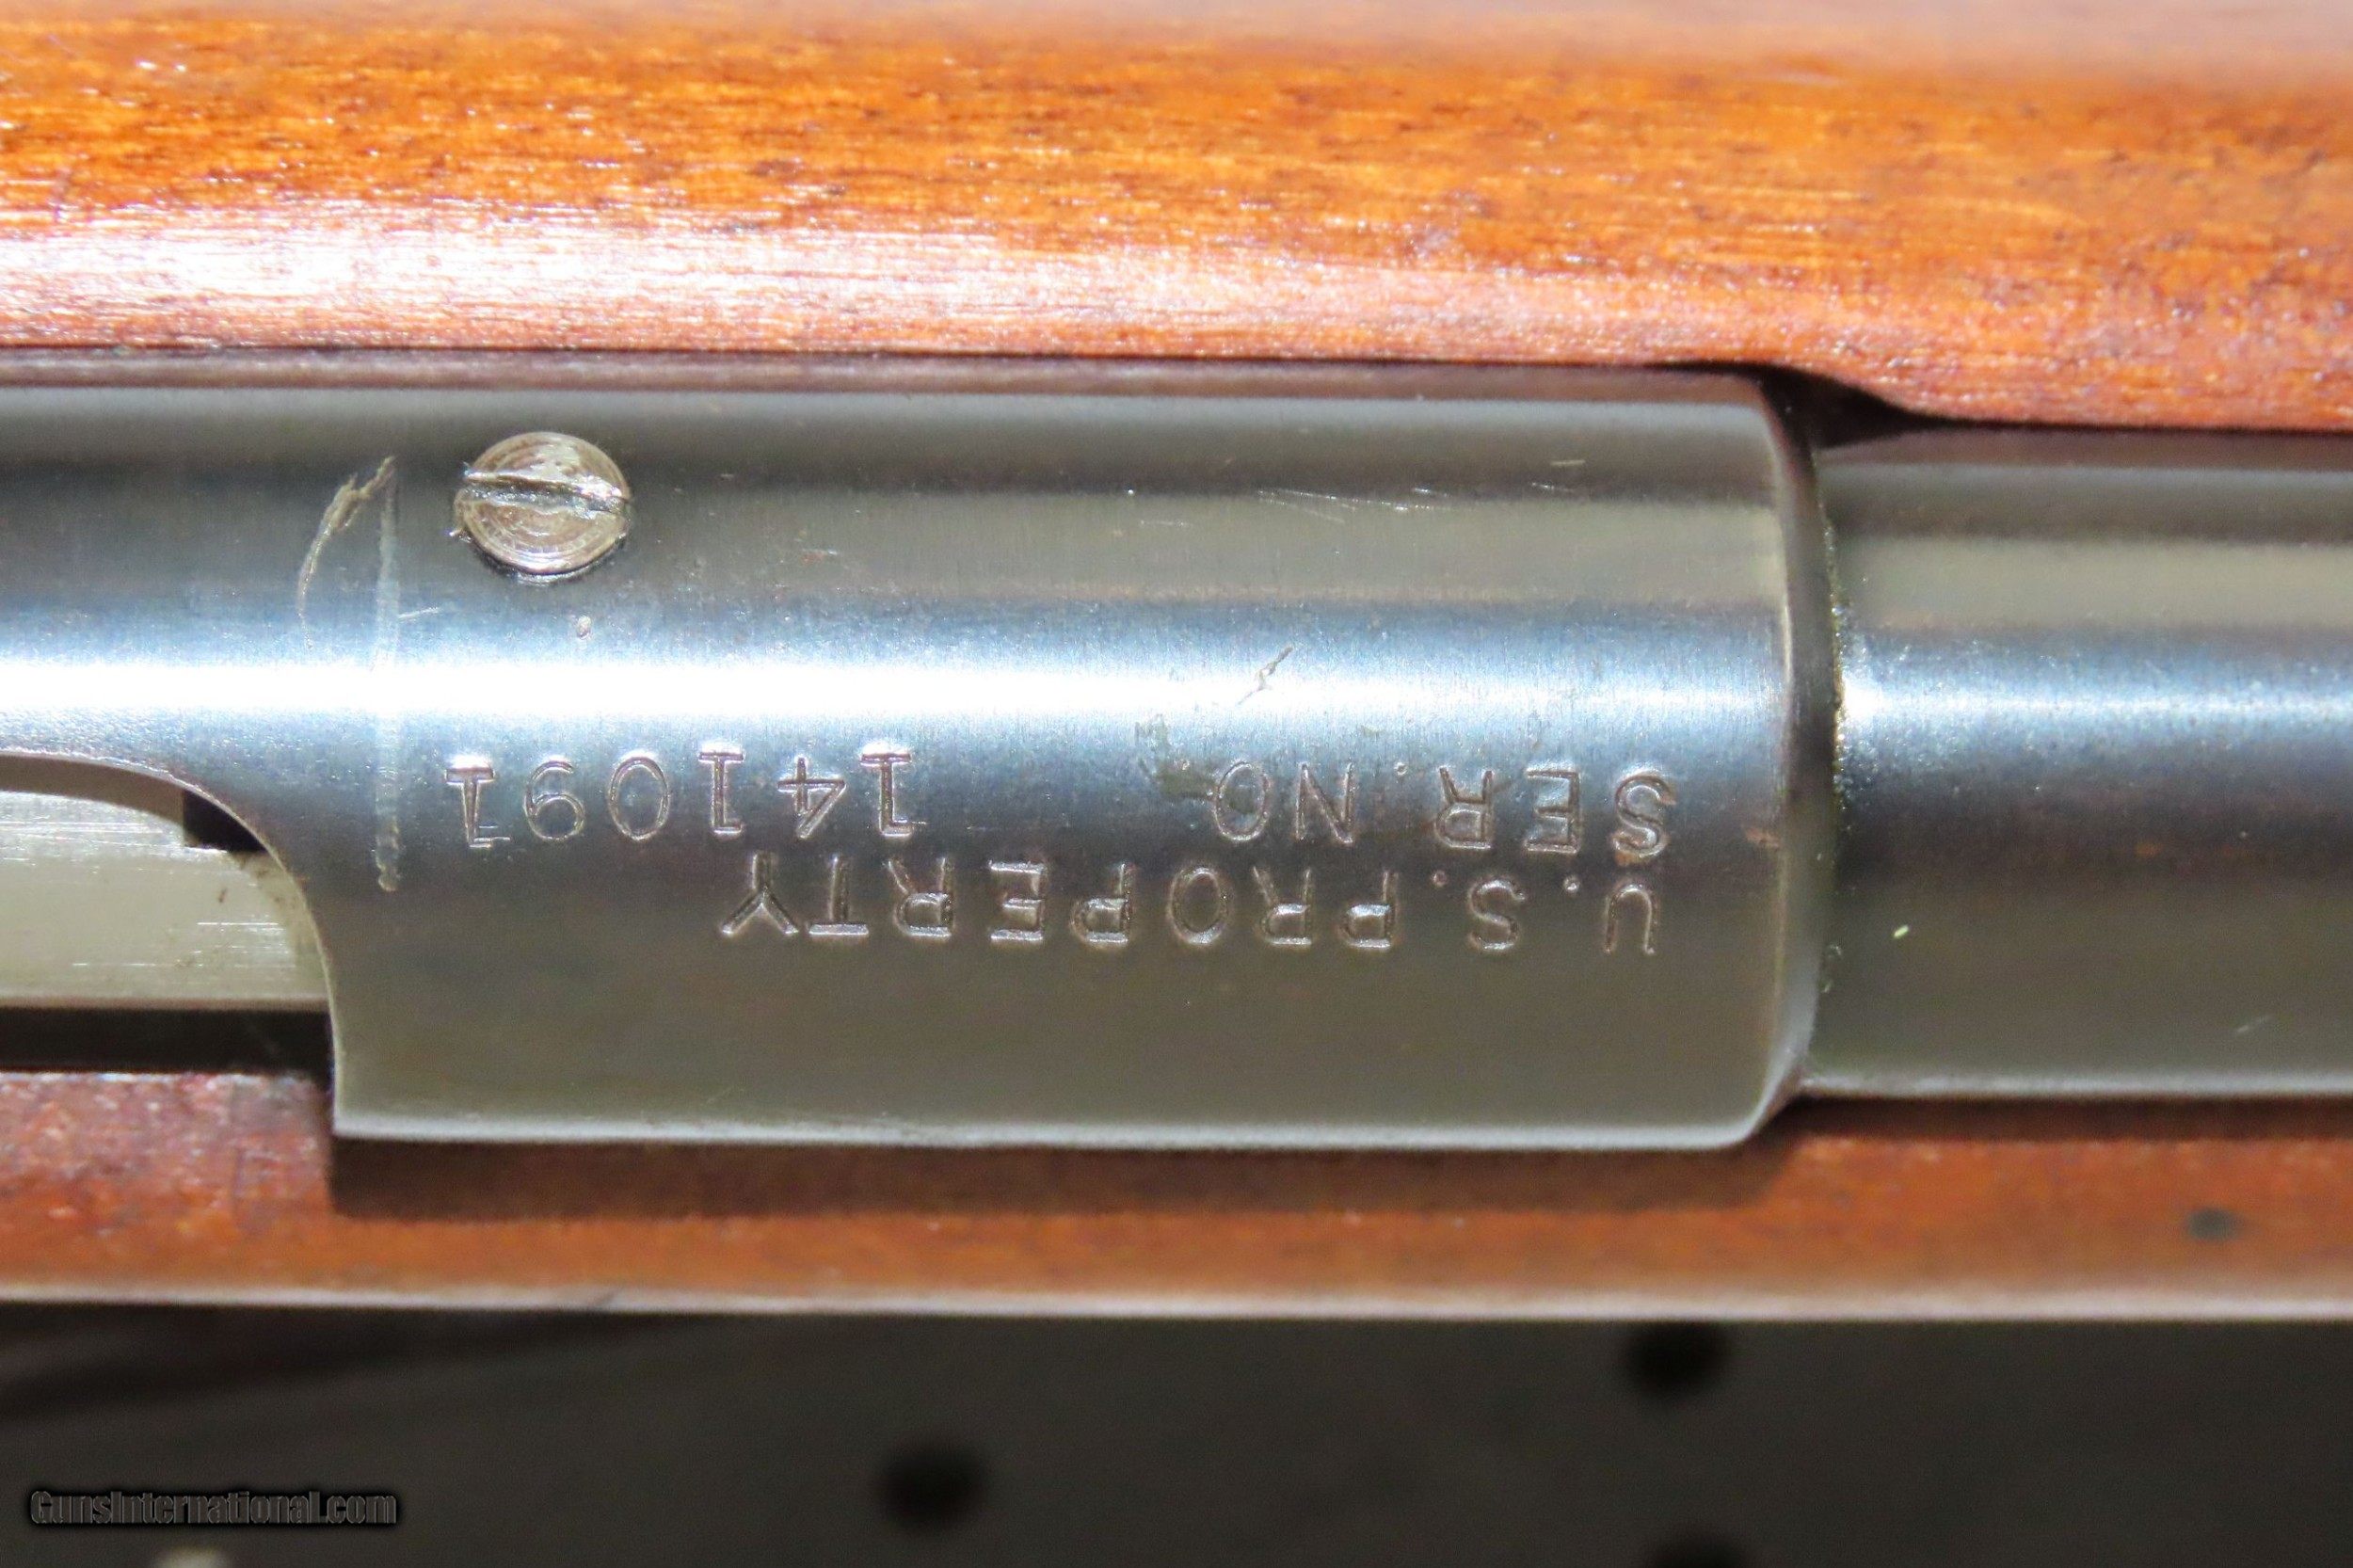 U.S. PROPERTY
SER. NO. 141091
GunsInternational.com